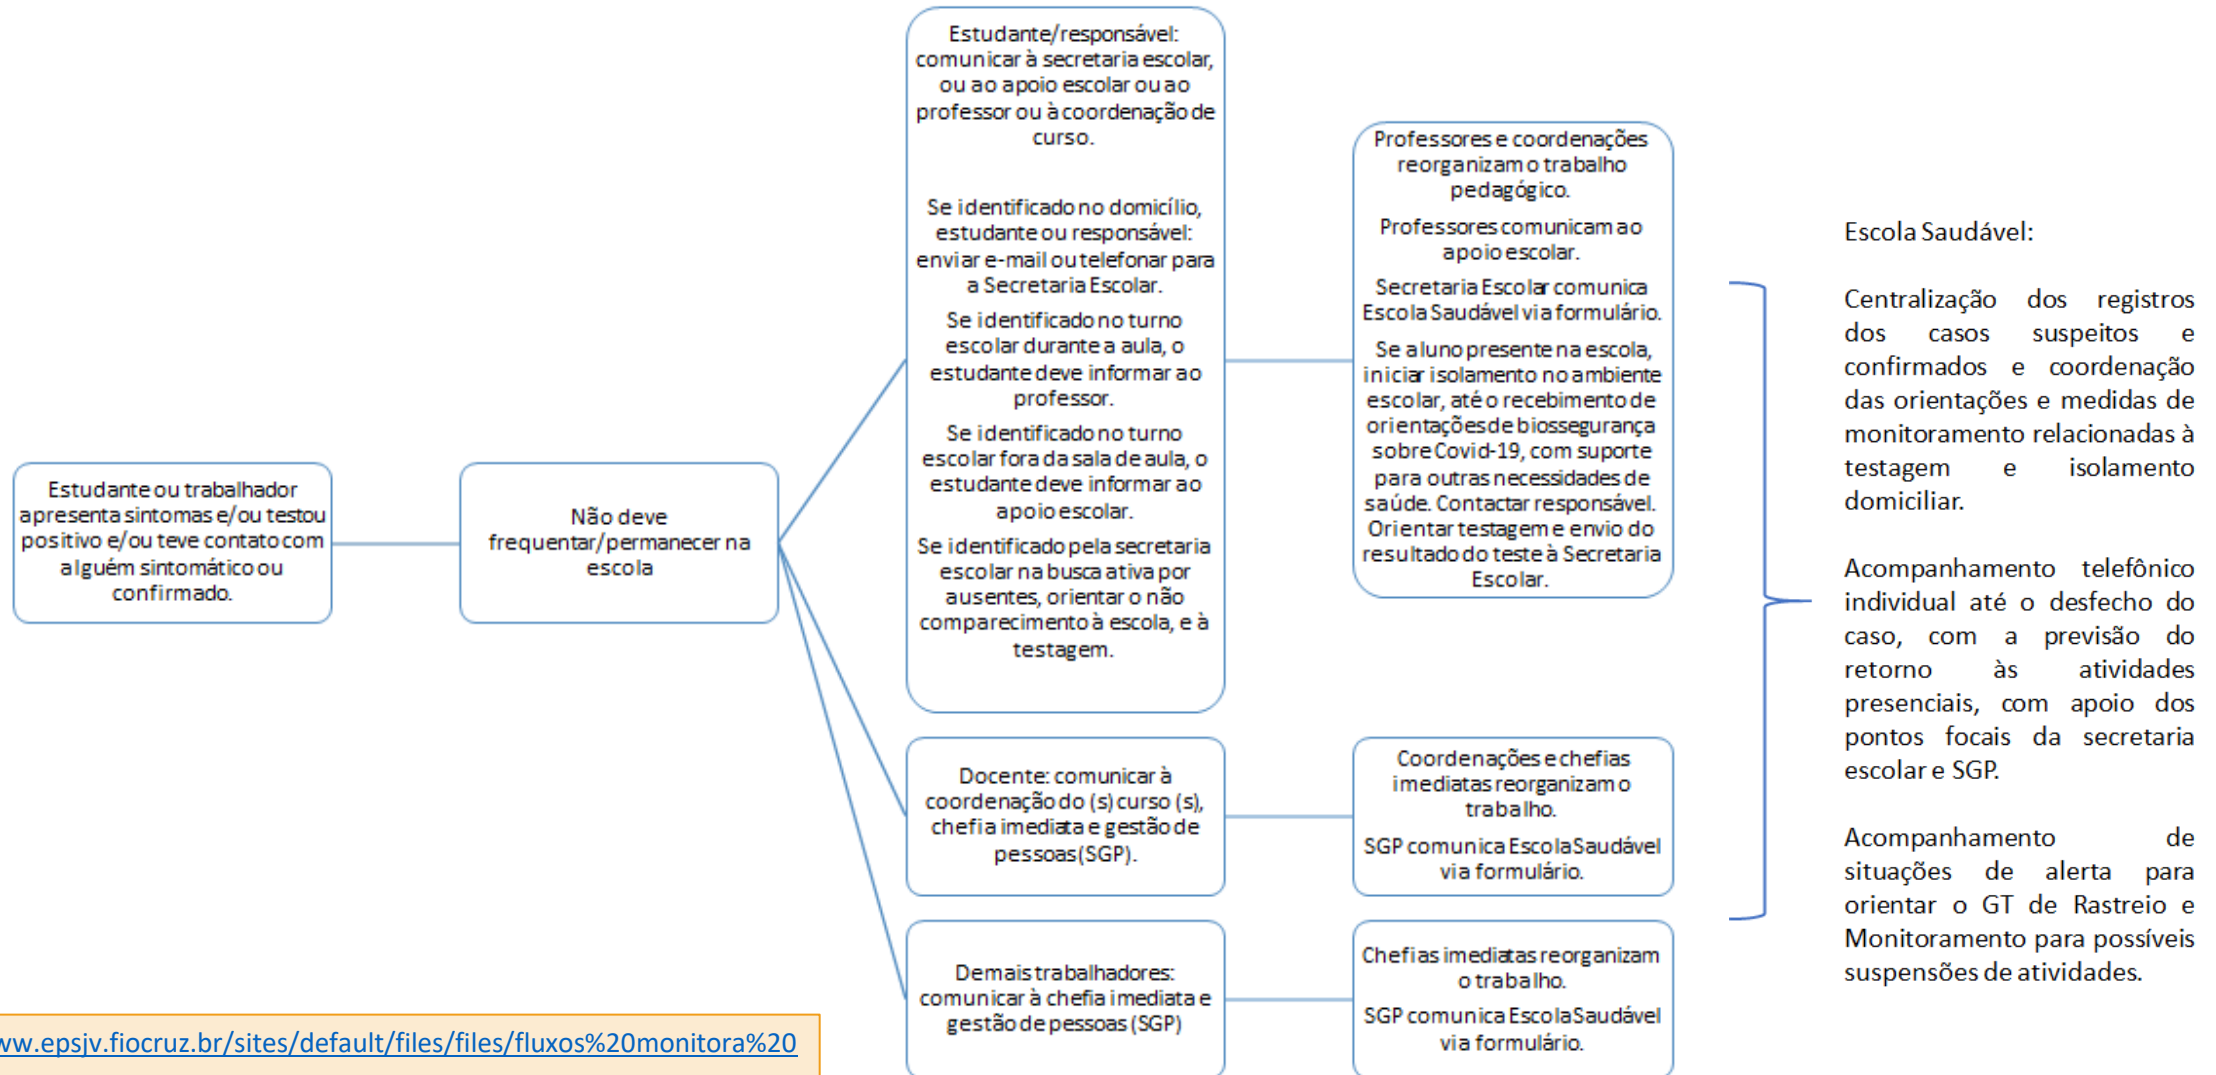 Estudante ou trabalhador
apresenta sintomas e/ou testou
positivo e/ou teve contato com
alguém sintomático ou
confirmado.
Não deve
frequentar/permanecer na
escola
Estudante/responsável:
comunicar à secretaria escolar,
ou ao apoio escolar ou ao
professor ou à coordenação de
curso.
Se identificado no domicílio,
estudante ou responsável:
enviar e-mail ou telefonar para
a Secretaria Escolar.
Se identificado no turno
escolar durante a aula, o
estudante deve informar ao
professor.
Se identificado no turno
escolar fora da sala de aula, o
estudante deve informar ao
apoio escolar.
Se identificado pela secretaria
escolar na busca ativa por
ausentes, orientar o não
comparecimento à escola, e à
testagem.
Professores e coordenações
reorganizam o trabalho
pedagógico.
Professores comunicam ao
apoio escolar.
Secretaria Escolar comunica
Escola Saudável via formulário.
Se aluno presente na escola,
iniciar isolamento no ambiente
escolar, até o recebimento de
orientações de biossegurança
sobre Covid-19, com suporte
para outras necessidades de
saúde. Contactar responsável.
Orientar testagem e envio do
resultado do teste à Secretaria
Escolar.
Docente: comunicar à
coordenação do (s) curso (s),
chefia imediata e gestão de
pessoas(SGP).
Coordenações e chefias
imediatas reorganizam o
trabalho.
SGP comunica Escola Saudável
via formulário.
Demais trabalhadores:
comunicar à chefia imediata e
gestão de pessoas (SGP)
Chefias imediatas reorganizam
o trabalho.
SGP comunica Escola Saudável
via formulário.
Escola Saudável:
Centralização dos registros
dos casos suspeitos e
confirmados e coordenação
das orientações e medidas de
monitoramento relacionadas à
testagem e isolamento
domiciliar.
Acompanhamento telefônico
individual até o desfecho do
caso, com a previsão do
retorno às atividades
presenciais, com apoio dos
pontos focais da secretaria
escolar e SGP.
Acompanhamento de
situações de alerta para
orientar o GT de Rastreio e
Monitoramento para possíveis
suspensões de atividades.
ww.epsjv.fiocruz.br/sites/default/files/files/fluxos%20monitora%20